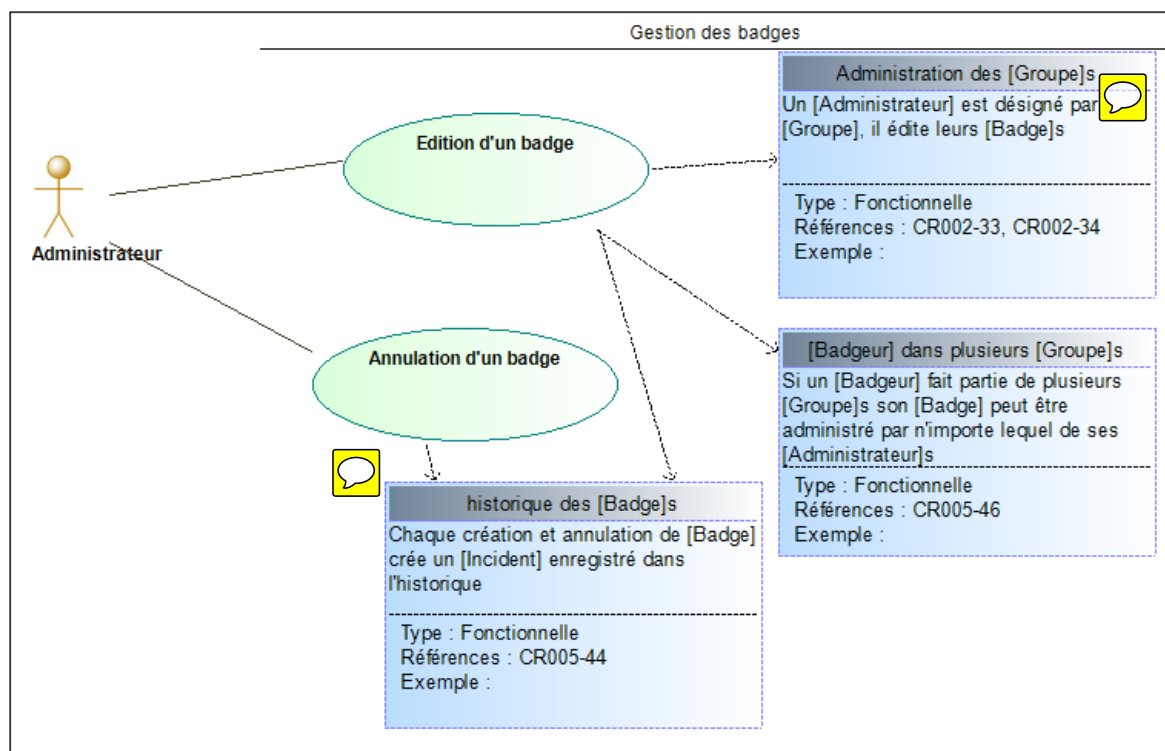 Gestion des badges
Administration des [Groupe]s
Un [Administrateur] est désigné par
[Groupe], il édite leurs [Badge]s
Type : Fonctionnelle
Références : CR002-33, CR002-34
Exemple :
Edition d'un badge
Administrateur
Annulation d'un badge
[Badgeur] dans plusieurs [Groupe]s
Si un [Badgeur] fait partie de plusieurs
[Groupe]s son [Badge] peut être
administré par n'importe lequel de ses
[Administrateur]s
Type : Fonctionnelle
Références : CR005-46
Exemple :
historique des [Badge]s
Chaque création et annulation de [Badge]
crée un [Incident] enregistré dans
l'historique
Type : Fonctionnelle
Références : CR005-44
Exemple :